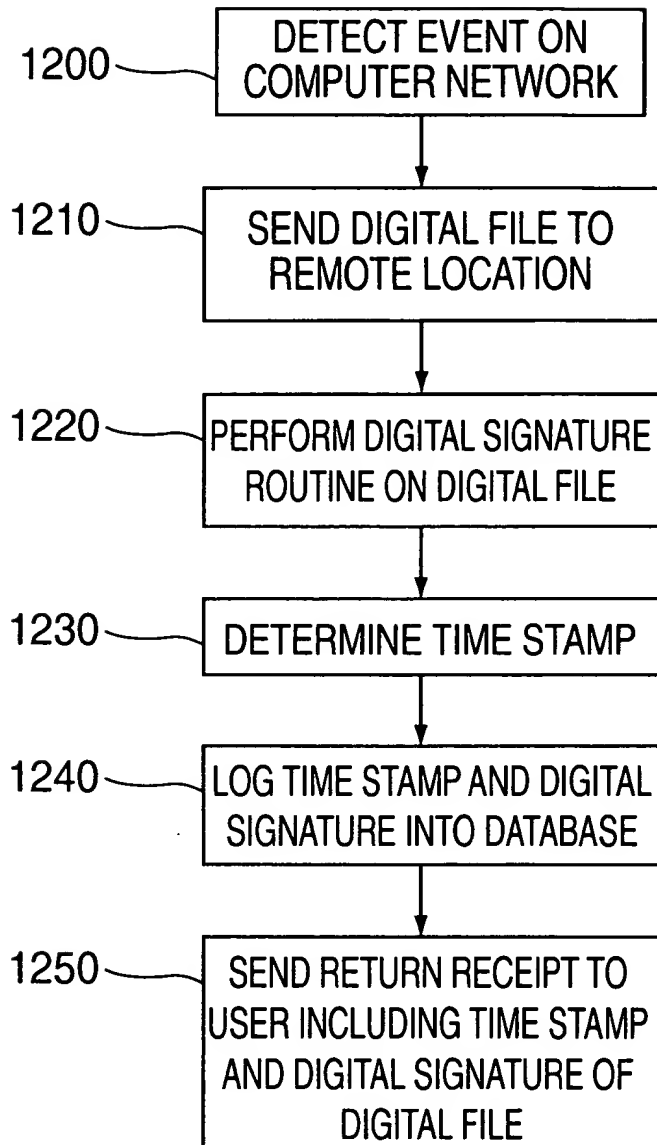 1200
DETECT EVENT ON
COMPUTER NETWORK
1210
SEND DIGITAL FILE TO
REMOTE LOCATION
1220
PERFORM DIGITAL SIGNATURE
ROUTINE ON DIGITAL FILE
1230
DETERMINE TIME STAMP
1240
LOG TIME STAMP AND DIGITAL
SIGNATURE INTO DATABASE
1250
SEND RETURN RECEIPT TO
USER INCLUDING TIME STAMP
AND DIGITAL SIGNATURE OF
DIGITAL FILE